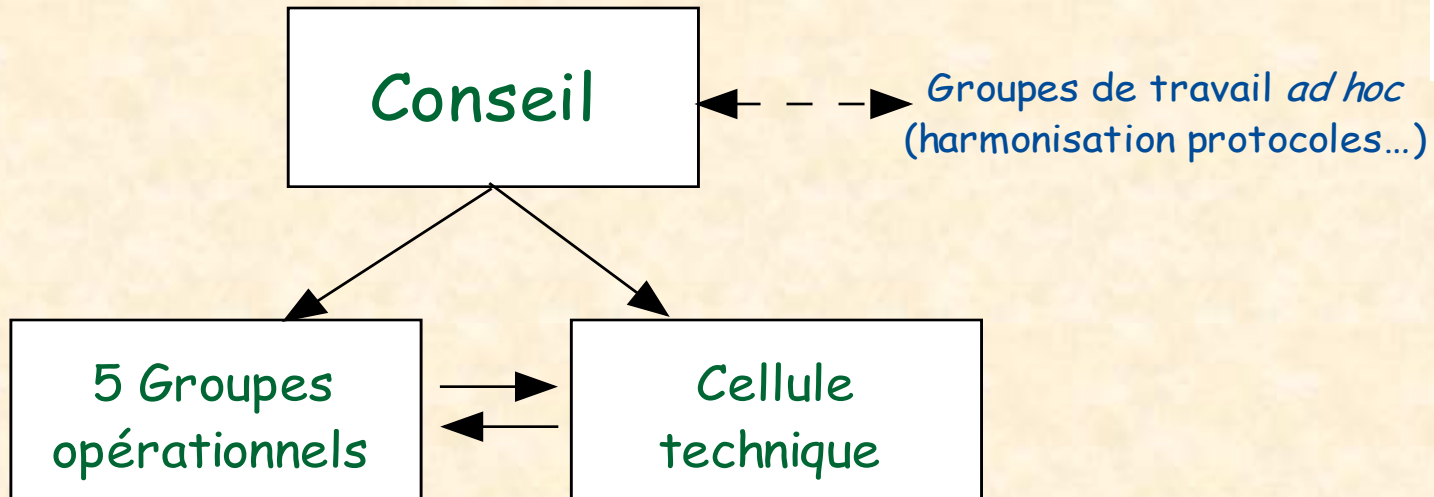 Conseil
Groupes de travail ad hoc
(harmonisation protocoles…)
5 Groupes
opérationnels
Cellule
technique